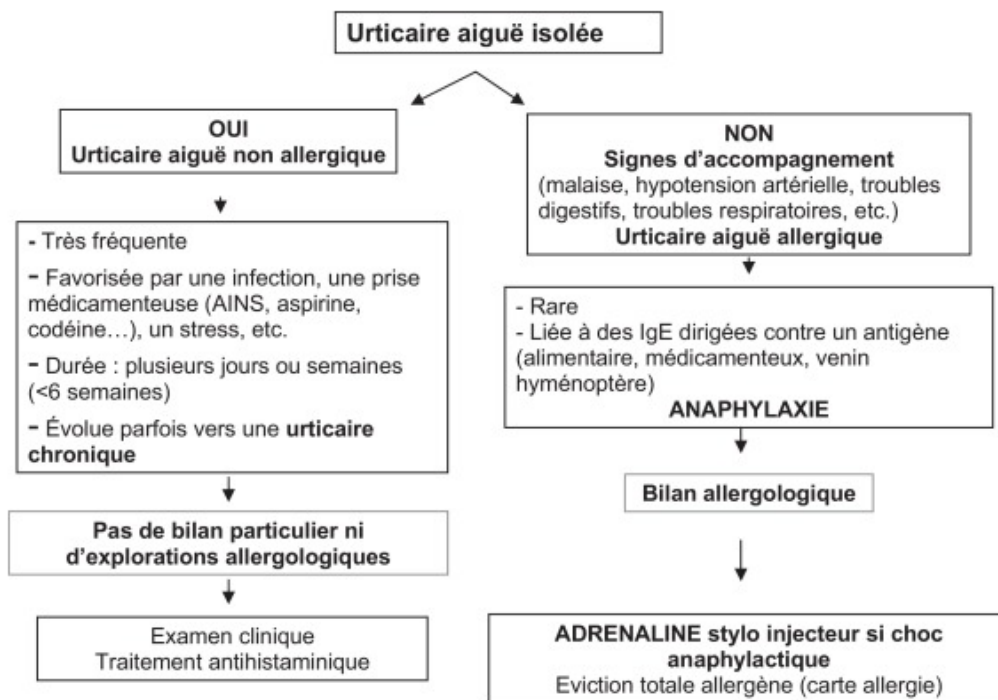 Urticaire aiguë isolée
OUI
Urticaire aiguë non allergique
- Très fréquente
- Favorisée par une infection, une prise
médicamenteuse (AINS, aspirine,
codéine…), un stress, etc.
- Durée : plusieurs jours ou semaines
(<6 semaines)
- Évolue parfois vers une urticaire
chronique
Pas de bilan particulier ni
d'explorations allergologiques
Examen clinique
Traitement antihistaminique
NON
Signes d'accompagnement
(malaise, hypotension artérielle, troubles
digestifs, troubles respiratoires, etc.)
Urticaire aiguë allergique
- Rare
- Liée à des IgE dirigées contre un antigène
(alimentaire, médicamenteux, venin
hyménoptère)
ANAPHYLAXIE
Bilan allergologique
ADRENALINE stylo injecteur si choc
anaphylactique
Eviction totale allergène (carte allergie)